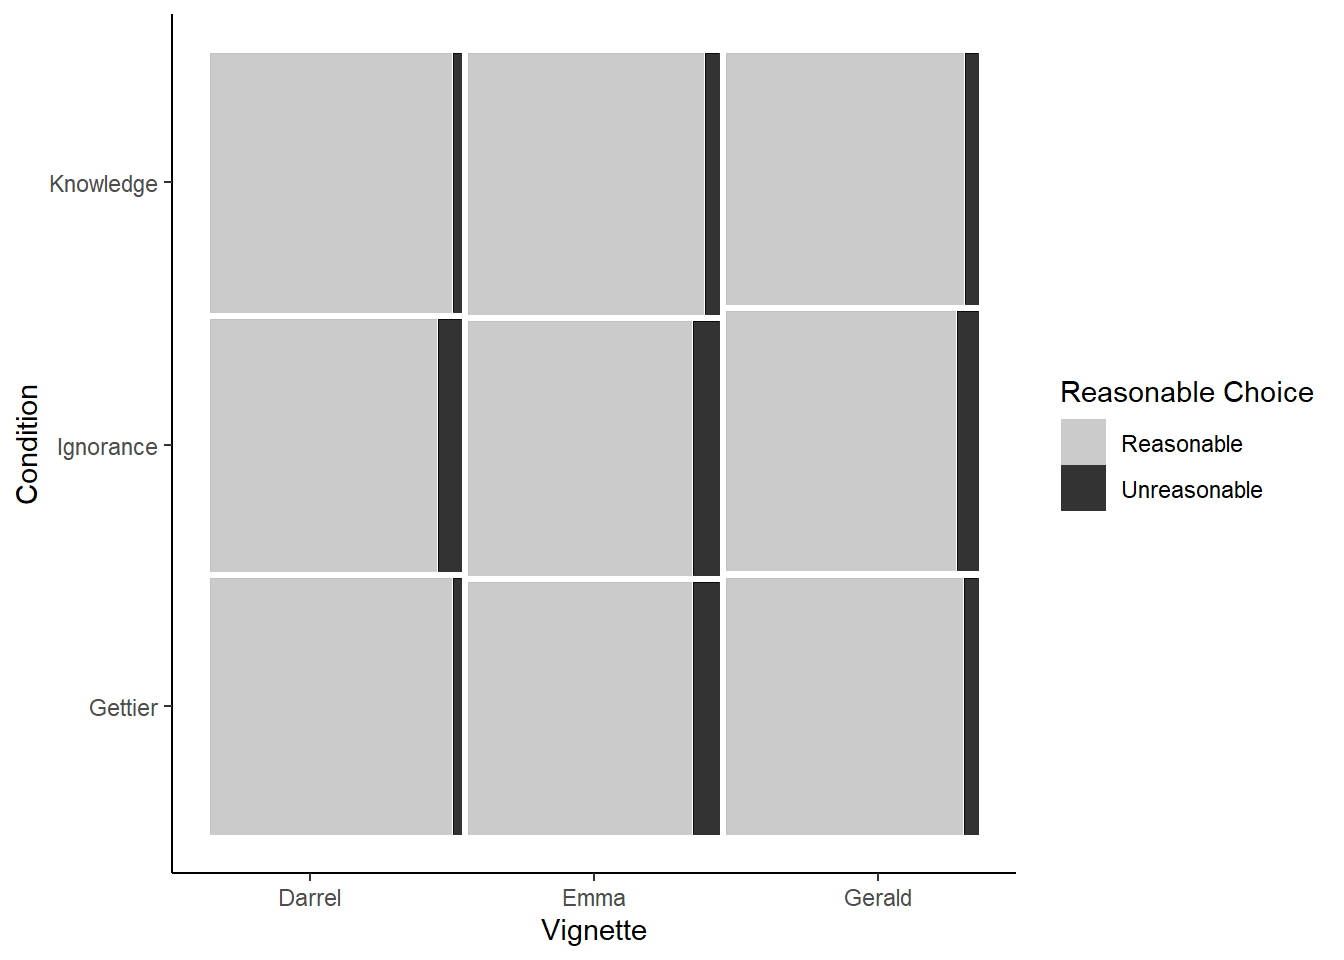 Condition
Knowledge
Ignorance
Gettier
Darrel Emma Gerald
Vignette
Reasonable Choice
Reasonable
Unreasonable